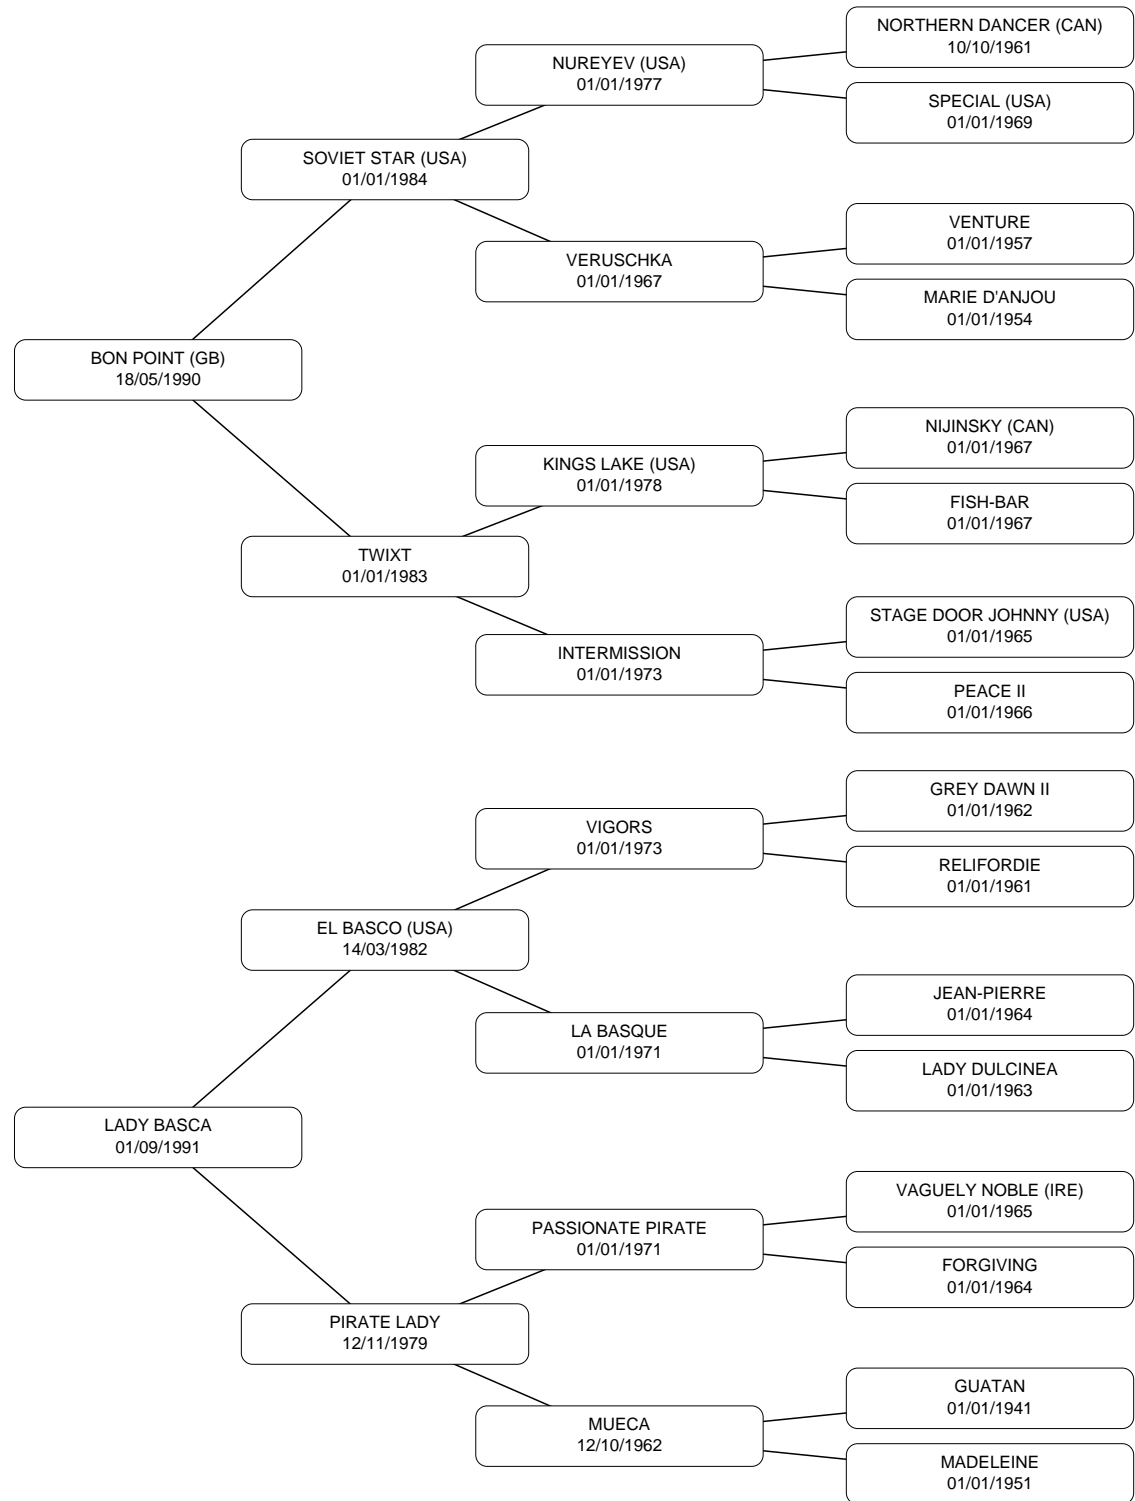 NORTHERN DANCER (CAN)
10/10/1961
NUREYEV (USA)
01/01/1977
SPECIAL (USA)
01/01/1969
SOVIET STAR (USA)
01/01/1984
VENTURE
01/01/1957
VERUSCHKA
01/01/1967
MARIE D'ANJOU
01/01/1954
BON POINT (GB)
18/05/1990
NIJINSKY (CAN)
01/01/1967
KINGS LAKE (USA)
01/01/1978
FISH-BAR
01/01/1967
TWIXT
01/01/1983
STAGE DOOR JOHNNY (USA)
01/01/1965
INTERMISSION
01/01/1973
PEACE II
01/01/1966
GREY DAWN II
01/01/1962
VIGORS
01/01/1973
RELIFORDIE
01/01/1961
EL BASCO (USA)
14/03/1982
JEAN-PIERRE
01/01/1964
LA BASQUE
01/01/1971
LADY DULCINEA
01/01/1963
LADY BASCA
01/09/1991
VAGUELY NOBLE (IRE)
01/01/1965
PASSIONATE PIRATE
01/01/1971
FORGIVING
01/01/1964
PIRATE LADY
12/11/1979
GUATAN
01/01/1941
MUECA
12/10/1962
MADELEINE
01/01/1951